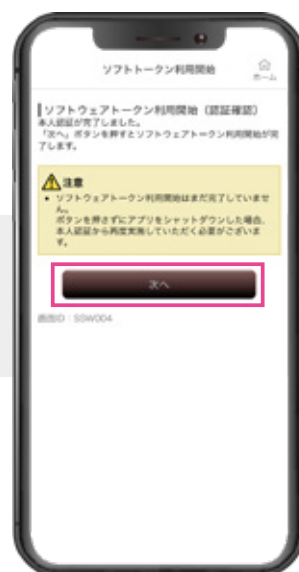 ソフトトークン利用開始
ホーム
ソフトウェアトークン利用開始（認証確認）
本人認証が完了しました。
「次へ」ボタンを押すとソフトウェアトークン利用開始が完
了します。
注意
• ソフトウェアトークン利用開始はまだ完了していませ
ん。
ボタンを押さずにアプリをシャットダウンした場合、
本人認証から再度実施していただく必要がございま
す。
次へ
画面ID：SSW004